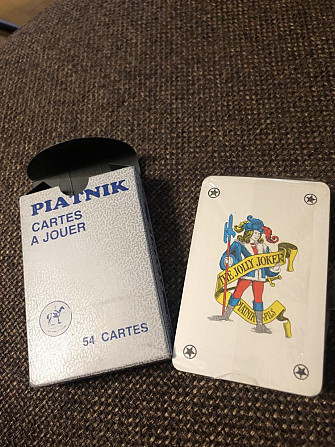 PIATNIK
CARTES
A JOUER
54 CARTES
THE JOLLY JOKER